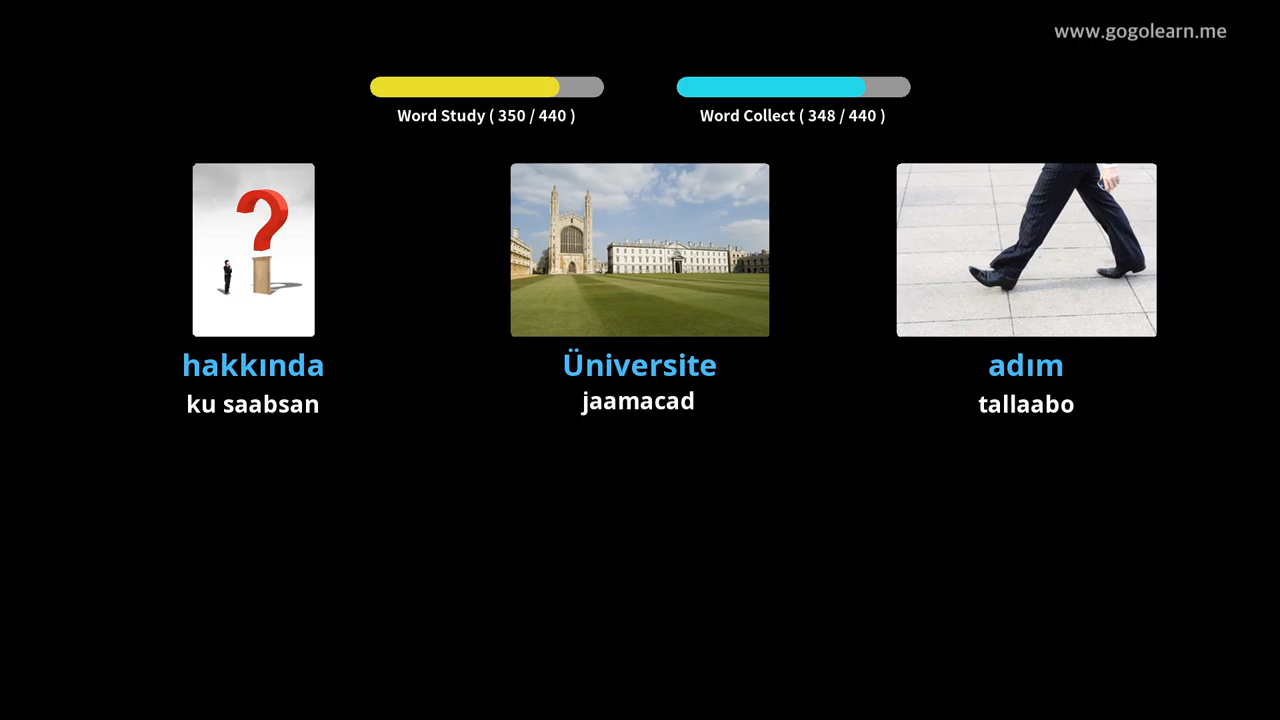 www.gogolearn.me
Word Study ( 350 / 440 )
Word Collect ( 348 / 440 )
hakkında
Üniversite
adım
ku saabsan
jaamacad
tallaabo